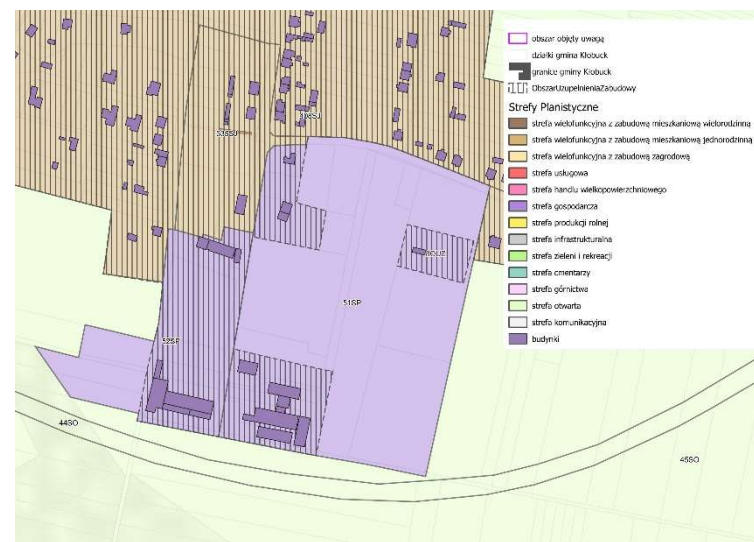 obszar objęty uwagą
działki gmina Kłobuck
granice gminy Kłobuck
ObszarUzupelnieniaZabudowy
Strefy Planistyczne
strefa wielofunkcyjna z zabudową mieszkaniową wielorodzinną
strefa wielofunkcyjna z zabudową mieszkaniową jednorodzinną
strefa wielofunkcyjna z zabudową zagrodową
strefa usługowa
strefa handlu wielkopowierzchniowego
strefa gospodarcza
strefa produkcji rolnej
strefa infrastrukturalna
strefa zieleni i rekreacji
strefa cmentarzy
strefa górnictwa
strefa otwarta
strefa komunikacyjna
budynki
51SP
52SP
44SO
45SO